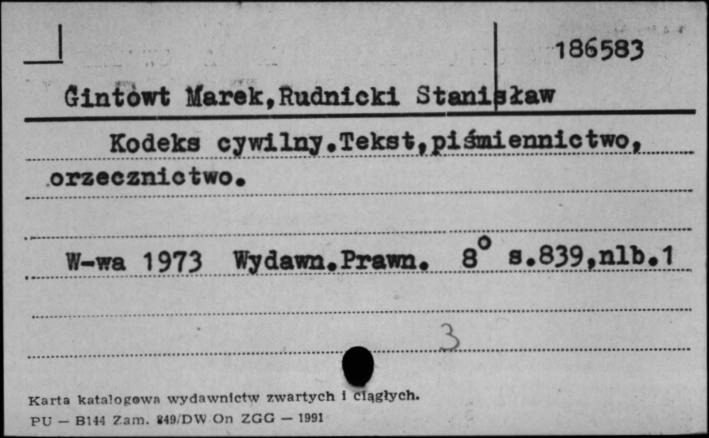 186583
Gintowt Marek,Rudnicki Stanisław
Kodeks cywilny.Tekst,piśmiennictwo,
orzecznictwo.
W-wa 1973 Wydawn.Prawn. 8° s.839,nlb.1
3
Karta katalogowa wydawnictw zwartych i ciągłych.
PU — B144 Zam. 849/DW On ZGG — 1991